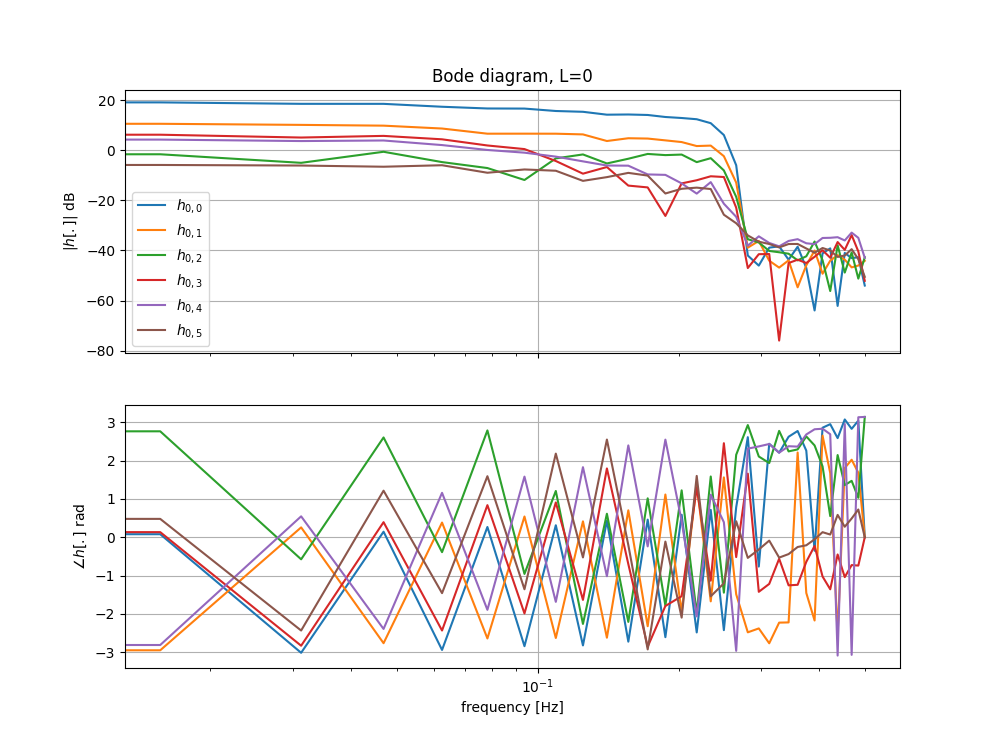 Bode diagram, L=0
|h[.]| dB
20
0
−20
−40
−60
−80
h0,0
h0,1
h0,2
h0,3
h0,4
h0,5
∠h[.] rad
3
2
1
0
−1
−2
−3
10⁻¹
frequency [Hz]